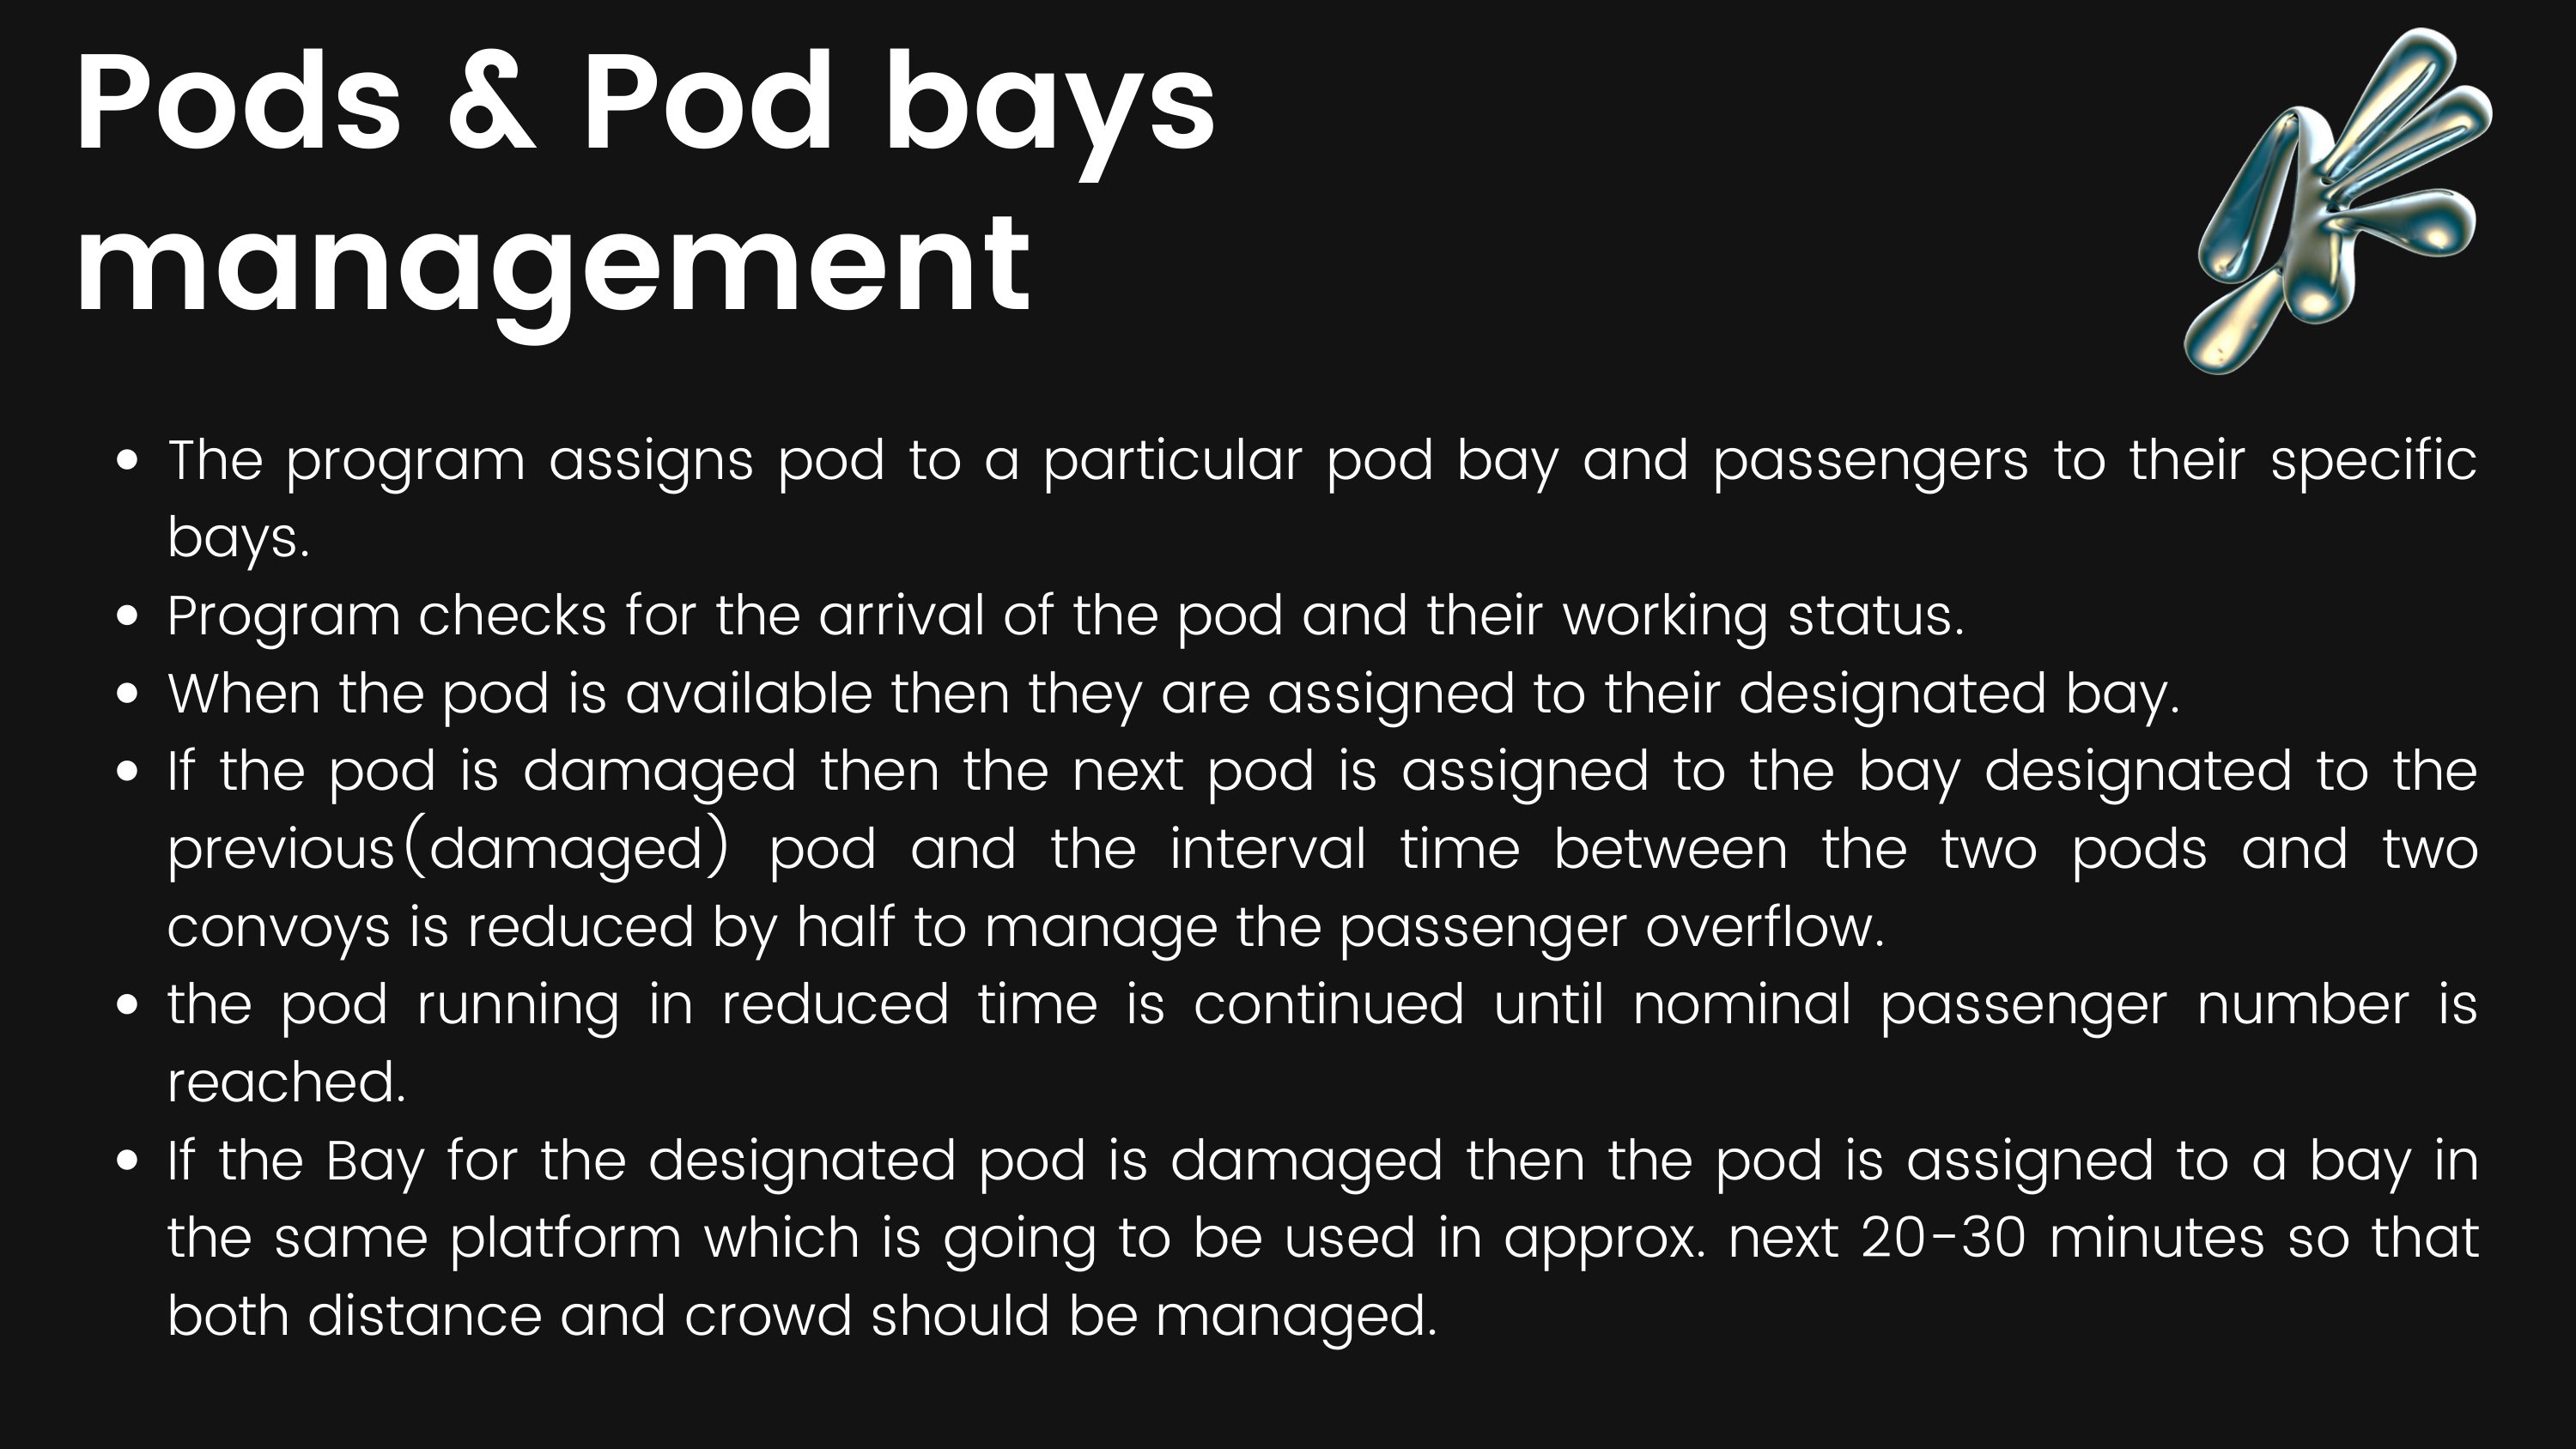 Pods & Pod bays
management
• The program assigns pod to a particular pod bay and passengers to their specific
bays.
• Program checks for the arrival of the pod and their working status.
• When the pod is available then they are assigned to their designated bay.
• If the pod is damaged then the next pod is assigned to the bay designated to the
previous(damaged) pod and the interval time between the two pods and two
convoys is reduced by half to manage the passenger overflow.
• the pod running in reduced time is continued until nominal passenger number is
reached.
• If the Bay for the designated pod is damaged then the pod is assigned to a bay in
the same platform which is going to be used in approx. next 20-30 minutes so that
both distance and crowd should be managed.